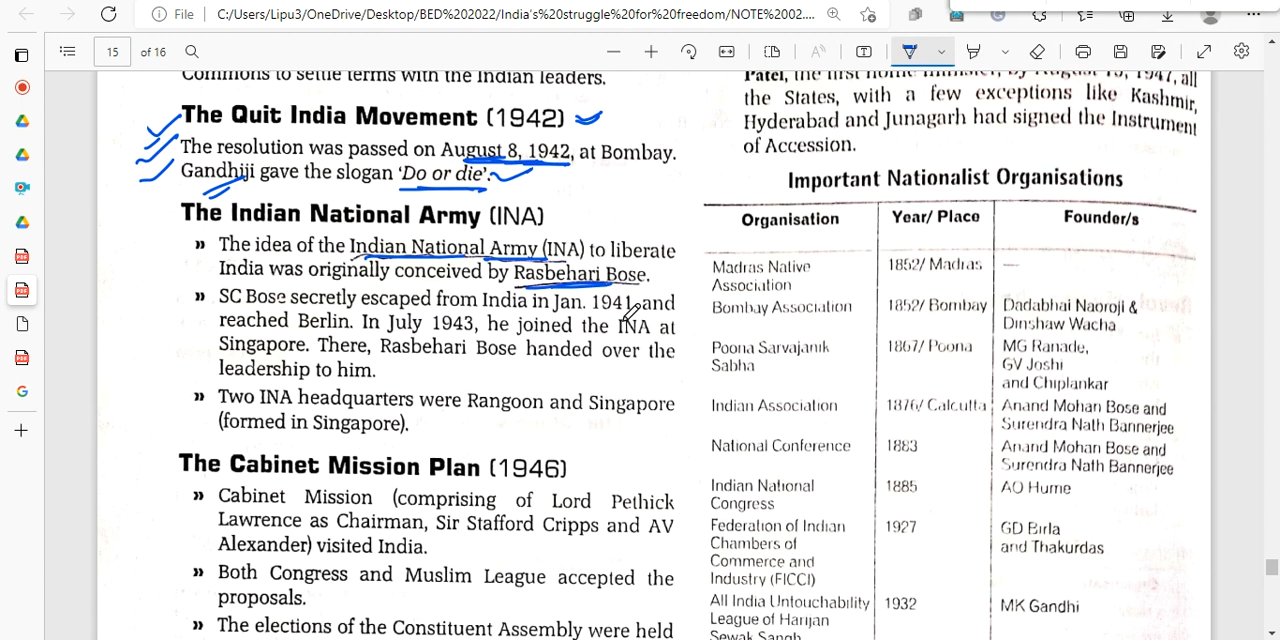 File
C:/Users/Lipu3/OneDrive/Desktop/BED%202022/India's%20struggle%20for%20freedom/NOTE%2002....
15 of 16
Commons to settle terms with the Indian leaders.
The Quit India Movement (1942)
The resolution was passed on August 8, 1942, at Bombay.
Gandhiji gave the slogan 'Do or die'.
The Indian National Army (INA)
» The idea of the Indian National Army (INA) to liberate
India was originally conceived by Rasbehari Bose.
» SC Bose secretly escaped from India in Jan. 1941 and
reached Berlin. In July 1943, he joined the INA at
Singapore. There, Rasbehari Bose handed over the
leadership to him.
» Two INA headquarters were Rangoon and Singapore
(formed in Singapore).
The Cabinet Mission Plan (1946)
» Cabinet Mission (comprising of Lord Pethick
Lawrence as Chairman, Sir Stafford Cripps and AV
Alexander) visited India.
» Both Congress and Muslim League accepted the
proposals.
» The elections of the Constituent Assembly were held
Patel, the first home minister, by August 15, 1947, all
the States, with a few exceptions like Kashmir,
Hyderabad and Junagarh had signed the Instrument
of Accession.
Important Nationalist Organisations
Organisation Year/ Place Founder/s
Madras Native 1852/ Madras —
Association
Bombay Association 1852/ Bombay Dadabhai Naoroji &
Dinshaw Wacha
Poona Sarvajanik 1867/ Poona MG Ranade,
Sabha GV Joshi
and Chiplankar
Indian Association 1876/ Calcutta Anand Mohan Bose and
Surendra Nath Bannerjee
National Conference 1883 Anand Mohan Bose and
Surendra Nath Bannerjee
Indian National 1885 AO Hume
Congress
Federation of Indian 1927 GD Birla
Chambers of and Thakurdas
Commerce and
Industry (FICCI)
All India Untouchability 1932 MK Gandhi
League of Harijan
Sewak Sangh